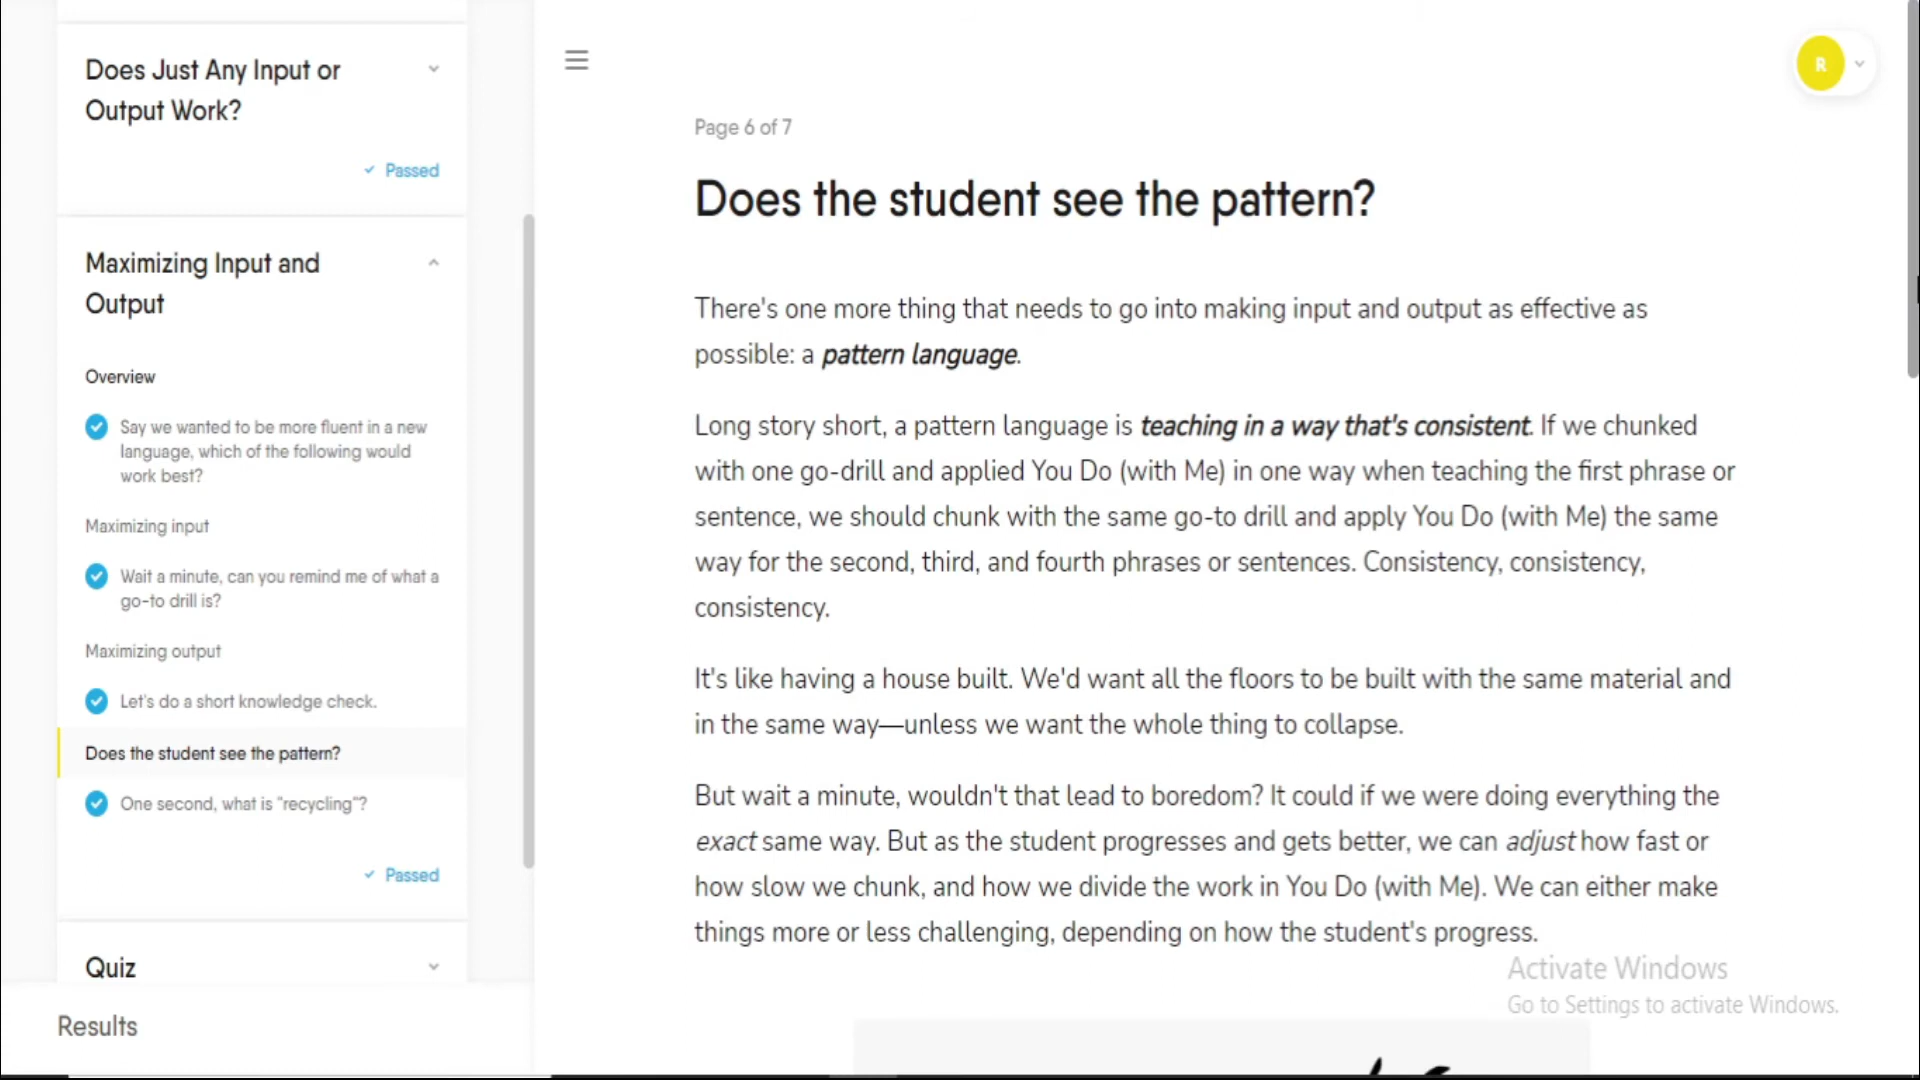 Does Just Any Input or
Output Work?
Passed
Maximizing Input and
Output
Overview
Say we wanted to be more fluent in a new
language, which of the following would
work best?
Maximizing input
Wait a minute, can you remind me of what a
go-to drill is?
Maximizing output
Let's do a short knowledge check.
Does the student see the pattern?
One second, what is "recycling"?
Passed
Quiz
Results
R
Page 6 of 7
Does the student see the pattern?
There's one more thing that needs to go into making input and output as effective as
possible: a pattern language.
Long story short, a pattern language is teaching in a way that's consistent. If we chunked
with one go-drill and applied You Do (with Me) in one way when teaching the first phrase or
sentence, we should chunk with the same go-to drill and apply You Do (with Me) the same
way for the second, third, and fourth phrases or sentences. Consistency, consistency,
consistency.
It's like having a house built. We'd want all the floors to be built with the same material and
in the same way—unless we want the whole thing to collapse.
But wait a minute, wouldn't that lead to boredom? It could if we were doing everything the
exact same way. But as the student progresses and gets better, we can adjust how fast or
how slow we chunk, and how we divide the work in You Do (with Me). We can either make
things more or less challenging, depending on how the student's progress.
Activate Windows
Go to Settings to activate Windows.